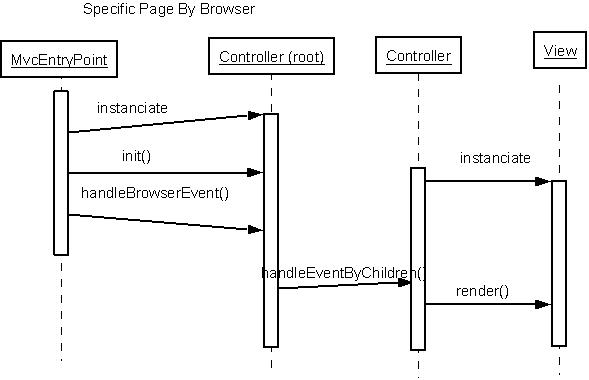 Specific Page By Browser
MvcEntryPoint
Controller (root)
Controller
View
instanciate
init()
handleBrowserEvent()
instanciate
handleEventByChildren()
render()